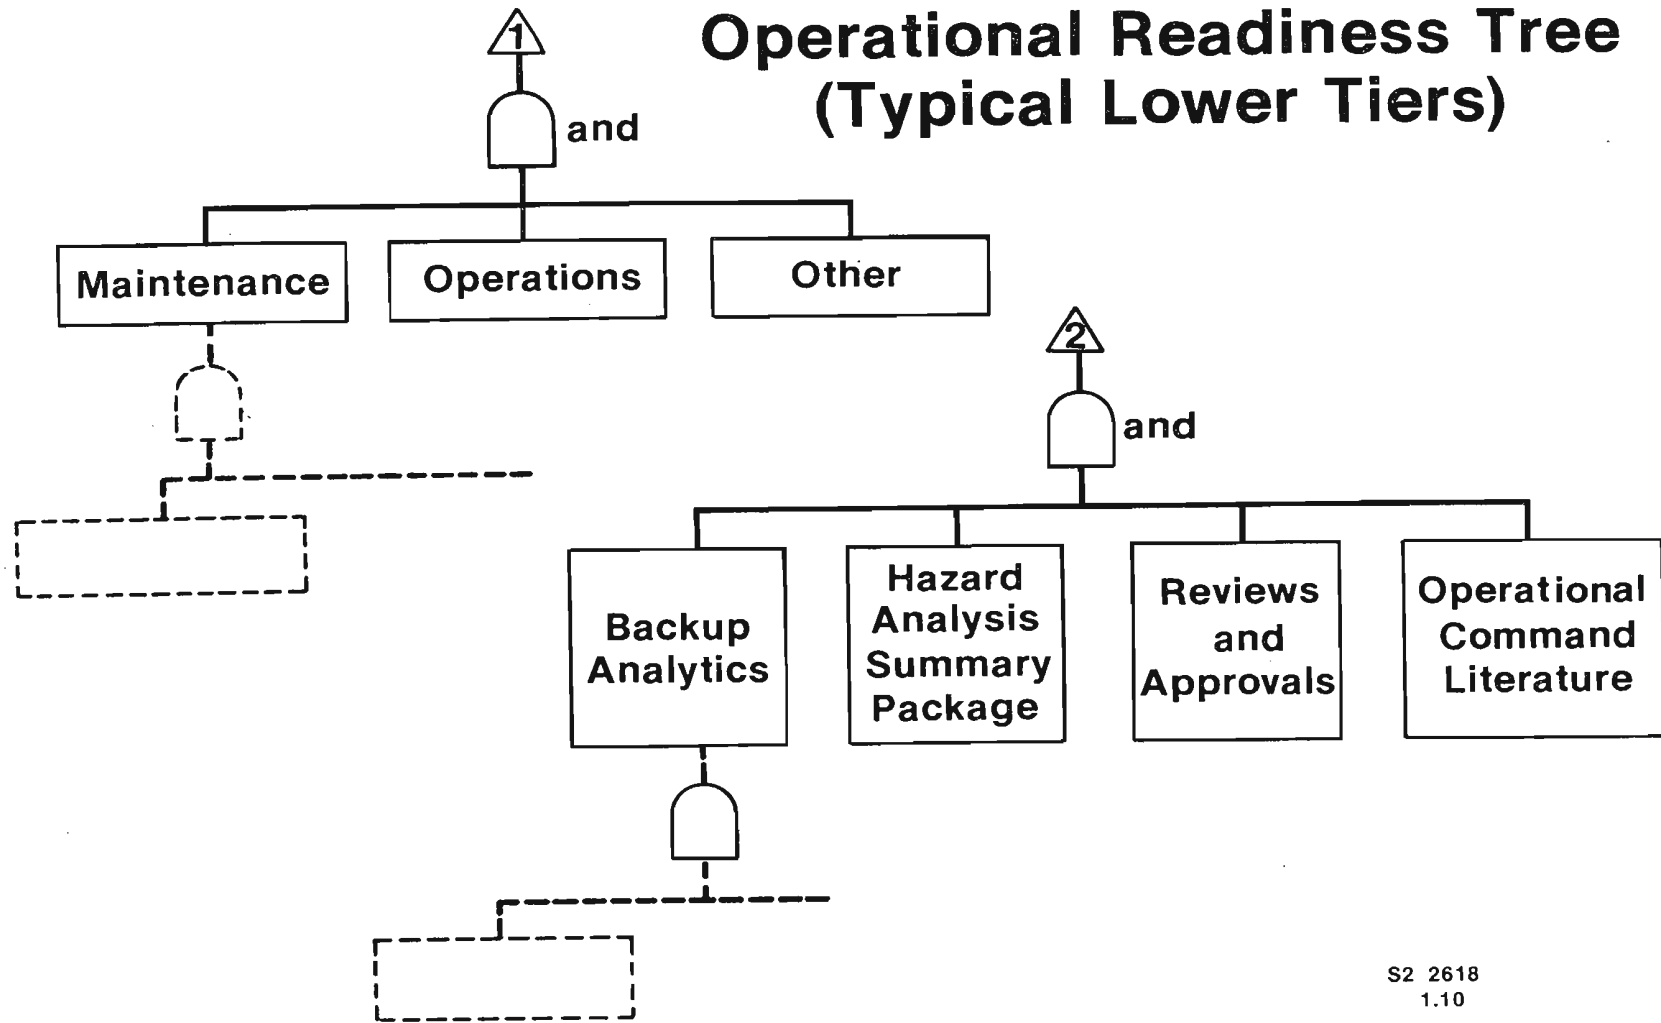 Operational Readiness Tree
(Typical Lower Tiers)
1
and
Maintenance
Operations
Other
2
and
Backup
Analytics
Hazard
Analysis
Summary
Package
Reviews
and
Approvals
Operational
Command
Literature
S2 2618
1.10